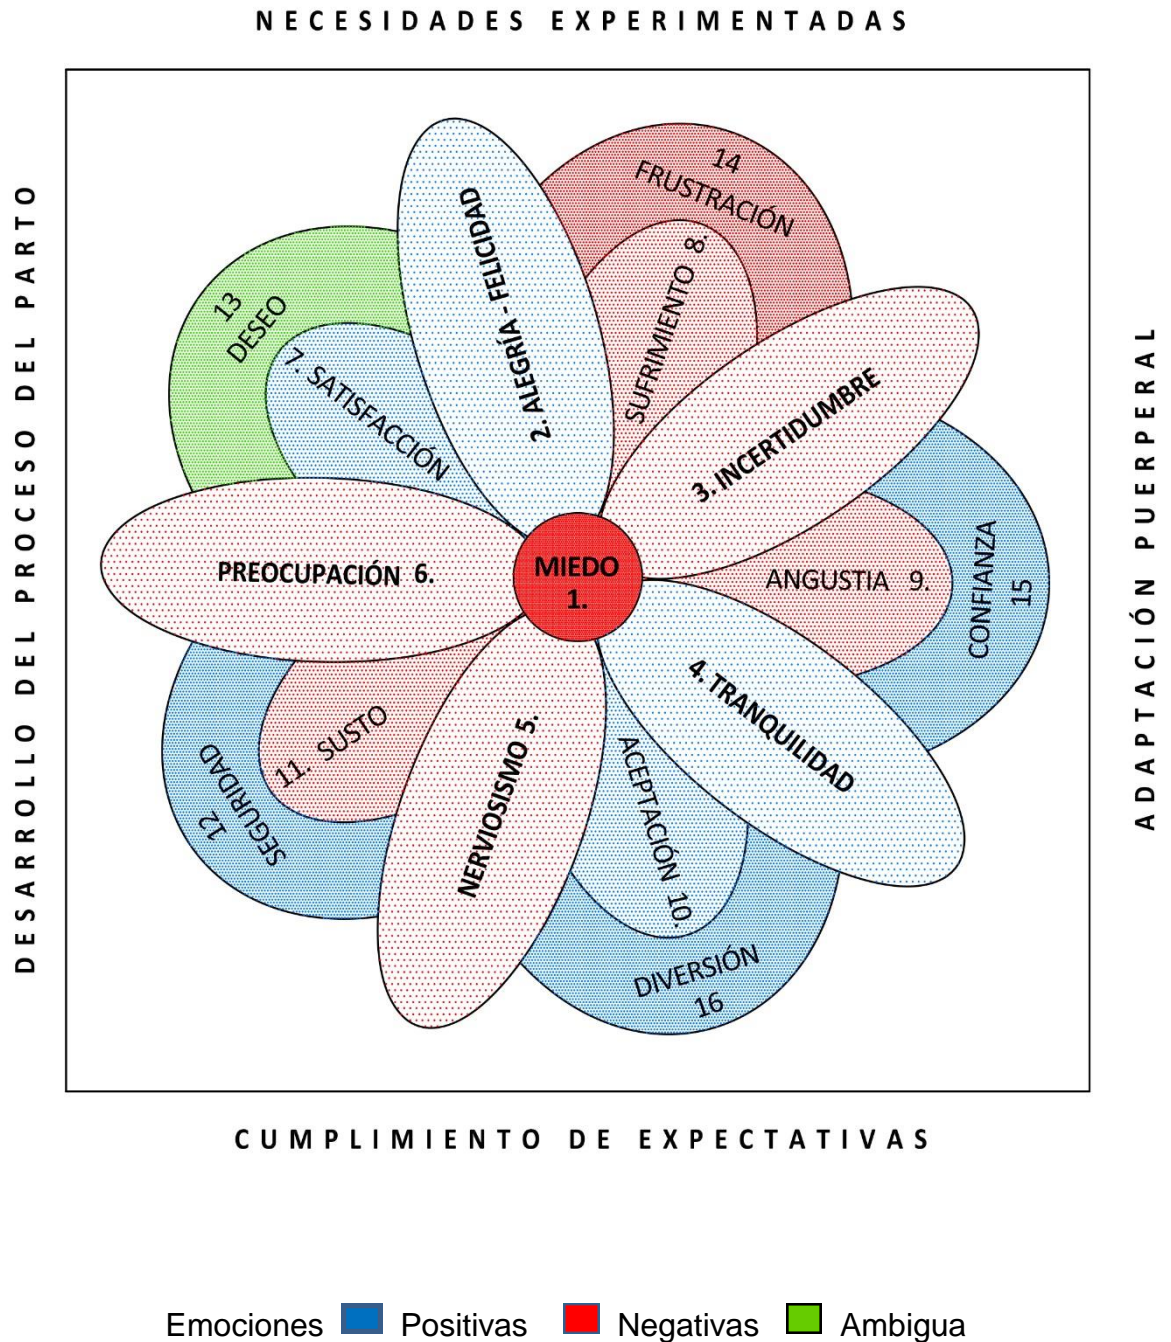 NECESIDADES EXPERIMENTADAS
DESARROLLO DEL PROCESO DEL PARTO
ADAPTACIÓN PUERPERAL
14
FRUSTRACIÓN
SUFRIMIENTO 8.
2. ALEGRÍA - FELICIDAD
13
DESEO
7. SATISFACCIÓN
3. INCERTIDUMBRE
PREOCUPACIÓN 6.
MIEDO
1.
ANGUSTIA 9.
CONFIANZA
15
4. TRANQUILIDAD
11. SUSTO
SEGURIDAD
12
NERVIOSISMO 5.
ACEPTACIÓN 10.
DIVERSIÓN
16
CUMPLIMIENTO DE EXPECTATIVAS
Emociones Positivas Negativas Ambigua